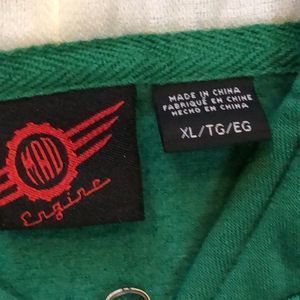 MAD
Engine
MADE IN CHINA
FABRIQUÉ EN CHINE
HECHO EN CHINA
XL/TG/EG